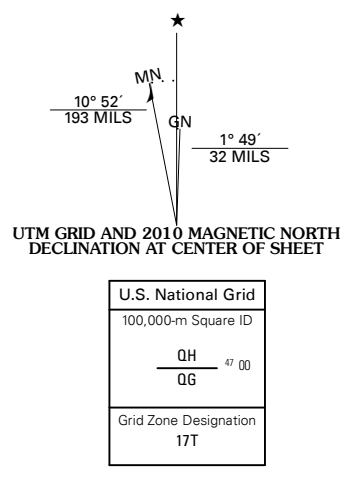 MN
10° 52´
193 MILS
GN
1° 49´
32 MILS
UTM GRID AND 2010 MAGNETIC NORTH
DECLINATION AT CENTER OF SHEET
U.S. National Grid
100,000-m Square ID
QH
47 00
QG
Grid Zone Designation
17T